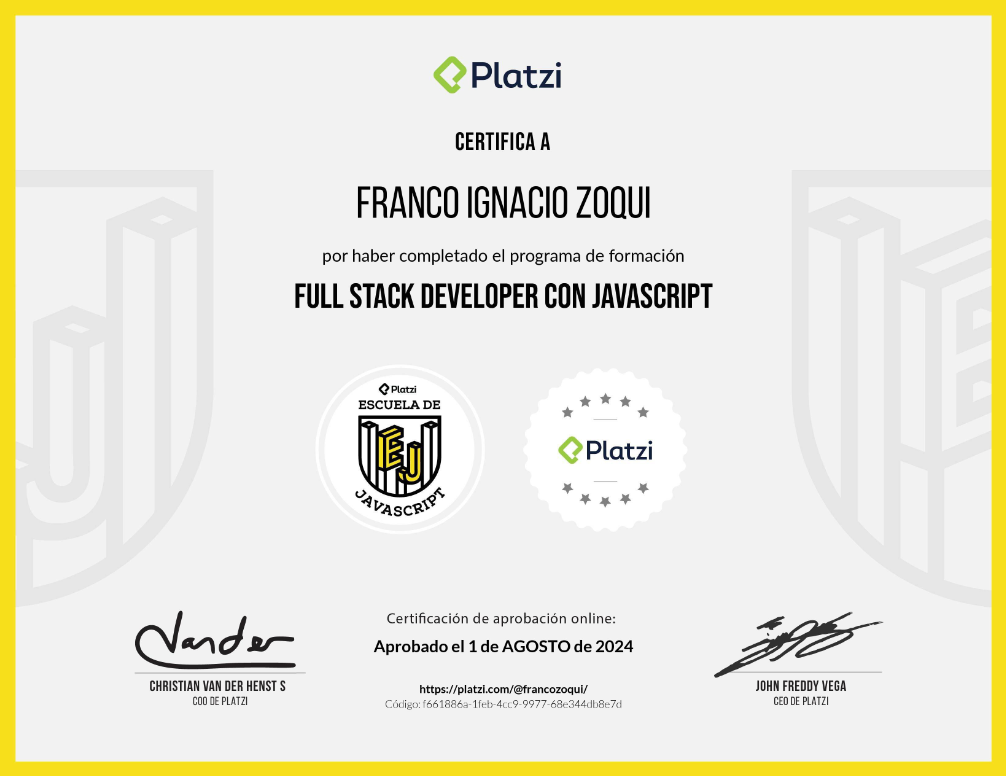 Platzi
CERTIFICA A
FRANCO IGNACIO ZOQUI
por haber completado el programa de formación
FULL STACK DEVELOPER CON JAVASCRIPT
Platzi
ESCUELA DE
EJ
JAVASCRIPT
Platzi
Vander
CHRISTIAN VAN DER HENST S
COO DE PLATZI
Certificación de aprobación online:
Aprobado el 1 de AGOSTO de 2024
https://platzi.com/@francozoqui/
Código: f661886a-1feb-4cc9-9977-68e344db8e7d
JOHN FREDDY VEGA
CEO DE PLATZI